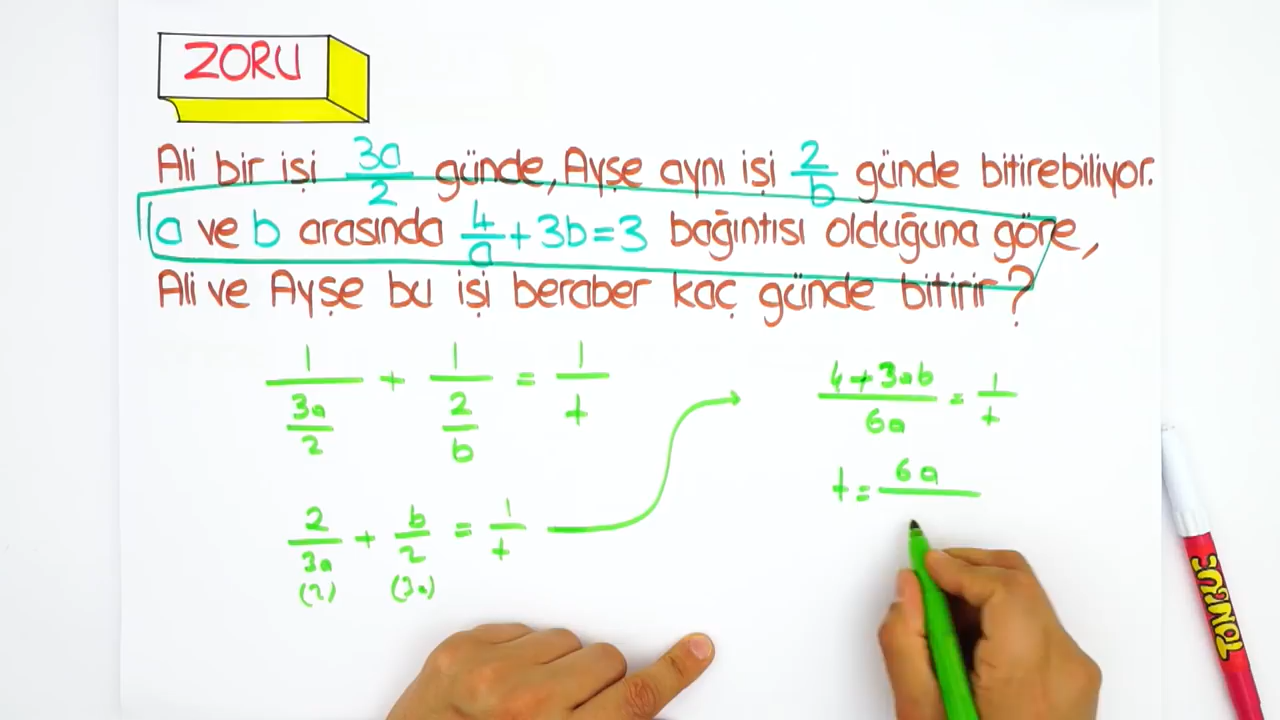 ZORU
Ali bir işi 3a/2 günde, Ayşe aynı işi 2/b günde bitirebiliyor.
a ve b arasında 4/a + 3b = 3 bağıntısı olduğuna göre,
Ali ve Ayşe bu işi beraber kaç günde bitirir?
1/(3a/2) + 1/(2/b) = 1/t
2/3a + b/2 = 1/t
(2) (3a)
(4+3ab)/6a = 1/t
t = 6a/
TONGUÇ